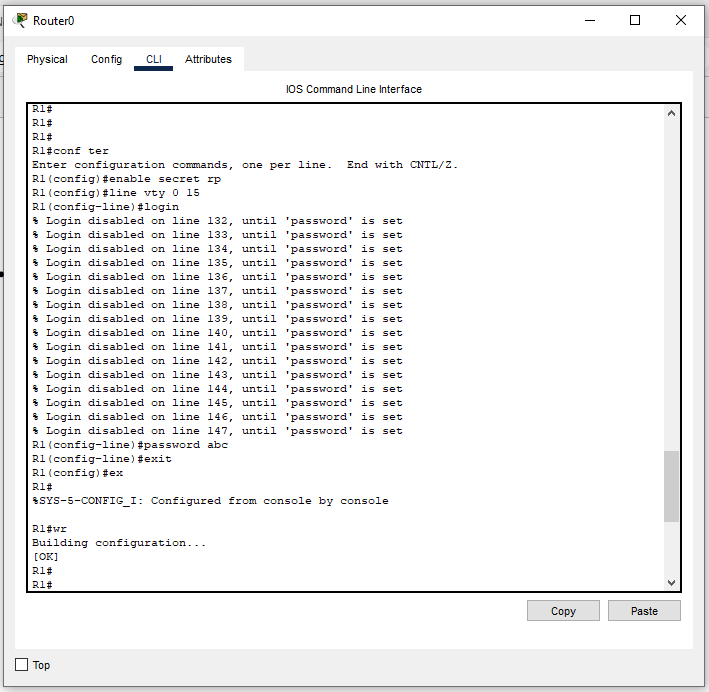 Router0
Physical Config CLI Attributes
IOS Command Line Interface
R1#
R1#
R1#
R1#conf ter
Enter configuration commands, one per line.  End with CNTL/Z.
R1(config)#enable secret rp
R1(config)#line vty 0 15
R1(config-line)#login
% Login disabled on line 132, until 'password' is set
% Login disabled on line 133, until 'password' is set
% Login disabled on line 134, until 'password' is set
% Login disabled on line 135, until 'password' is set
% Login disabled on line 136, until 'password' is set
% Login disabled on line 137, until 'password' is set
% Login disabled on line 138, until 'password' is set
% Login disabled on line 139, until 'password' is set
% Login disabled on line 140, until 'password' is set
% Login disabled on line 141, until 'password' is set
% Login disabled on line 142, until 'password' is set
% Login disabled on line 143, until 'password' is set
% Login disabled on line 144, until 'password' is set
% Login disabled on line 145, until 'password' is set
% Login disabled on line 146, until 'password' is set
% Login disabled on line 147, until 'password' is set
R1(config-line)#password abc
R1(config-line)#exit
R1(config)#ex
R1#
%SYS-5-CONFIG_I: Configured from console by console
R1#wr
Building configuration...
[OK]
R1#
R1#
Copy Paste
Top